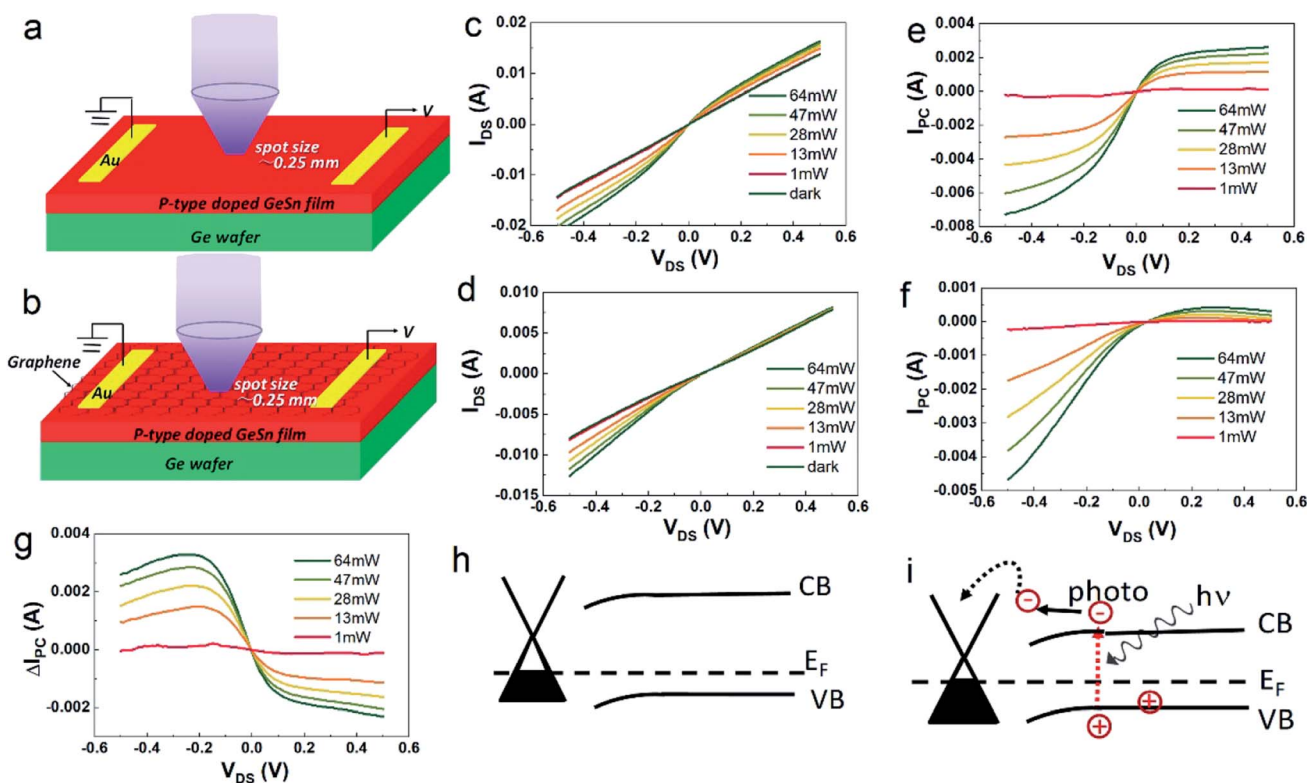 a
V
Au
spot size
~0.25 mm
P-type doped GeSn film
Ge wafer
b
V
Graphene
Au
spot size
~0.25 mm
P-type doped GeSn film
Ge wafer
c
0.02
0.01
0.00
-0.01
-0.02
I_DS (A)
64mW
47mW
28mW
13mW
1mW
dark
-0.6 -0.4 -0.2 0.0 0.2 0.4 0.6
V_DS (V)
d
0.010
0.005
0.000
-0.005
-0.010
-0.015
I_DS (A)
64mW
47mW
28mW
13mW
1mW
dark
-0.6 -0.4 -0.2 0.0 0.2 0.4 0.6
V_DS (V)
e
0.004
0.002
0.000
-0.002
-0.004
-0.006
-0.008
I_PC (A)
64mW
47mW
28mW
13mW
1mW
-0.6 -0.4 -0.2 0.0 0.2 0.4 0.6
V_DS (V)
f
0.001
0.000
-0.001
-0.002
-0.003
-0.004
-0.005
I_PC (A)
64mW
47mW
28mW
13mW
1mW
-0.6 -0.4 -0.2 0.0 0.2 0.4 0.6
V_DS (V)
g
0.004
0.002
0.000
-0.002
ΔI_PC (A)
64mW
47mW
28mW
13mW
1mW
-0.6 -0.4 -0.2 0.0 0.2 0.4 0.6
V_DS (V)
h
CB
E_F
VB
i
photo
hν
CB
E_F
VB